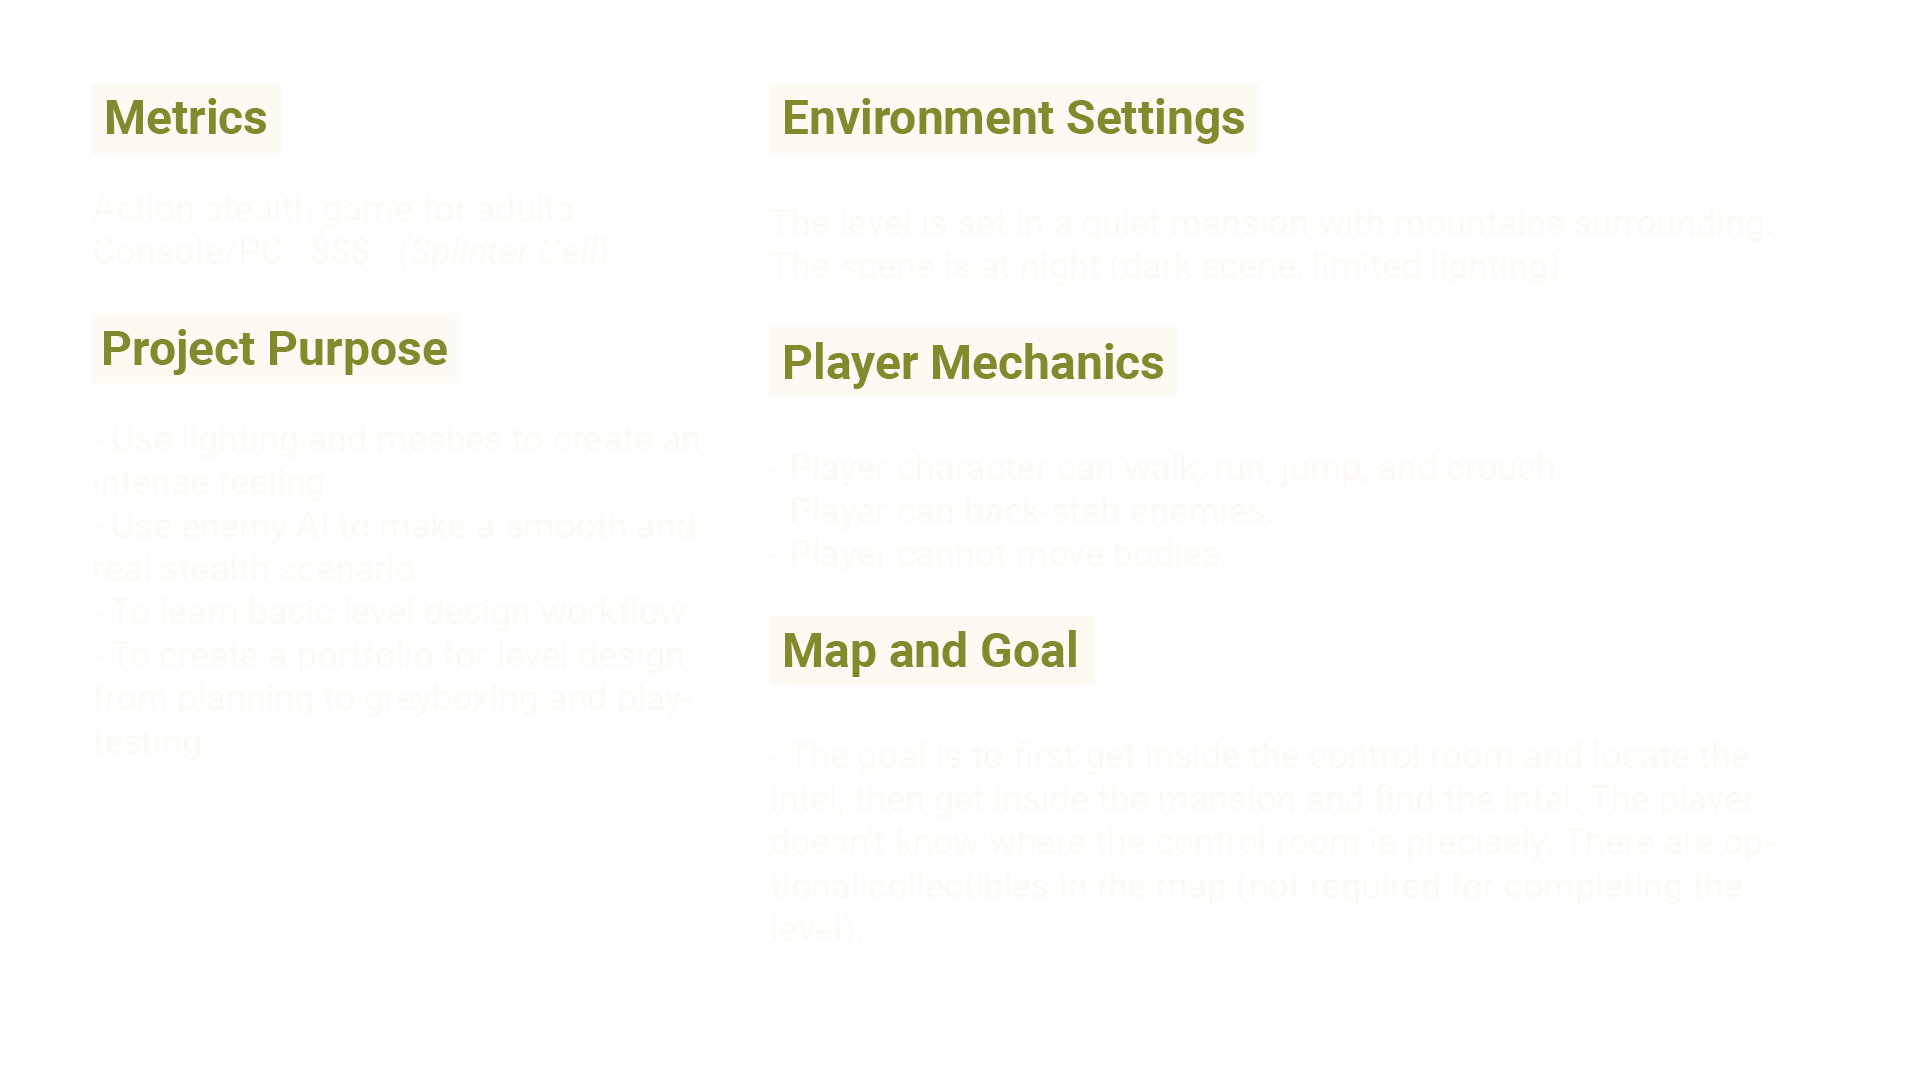 Metrics
Action stealth game for adults
Console/PC $$$ (Splinter Cell)
Project Purpose
- Use lighting and meshes to create an
intense feeling
- Use enemy AI to make a smooth and
real stealth scenario
- To learn basic level design workflow
- To create a portfolio for level design
from planning to greyboxing and play-
testing
Environment Settings
The level is set in a quiet mansion with mountains surrounding.
The scene is at night (dark scene, limited lighting).
Player Mechanics
- Player character can walk, run, jump, and crouch.
- Player can back-stab enemies.
- Player cannot move bodies.
Map and Goal
- The goal is to first get inside the control room and locate the
intel, then get inside the mansion and find the intel. The player
doesn't know where the control room is precisely. There are op-
tional collectibles in the map (not required for completing the
level).